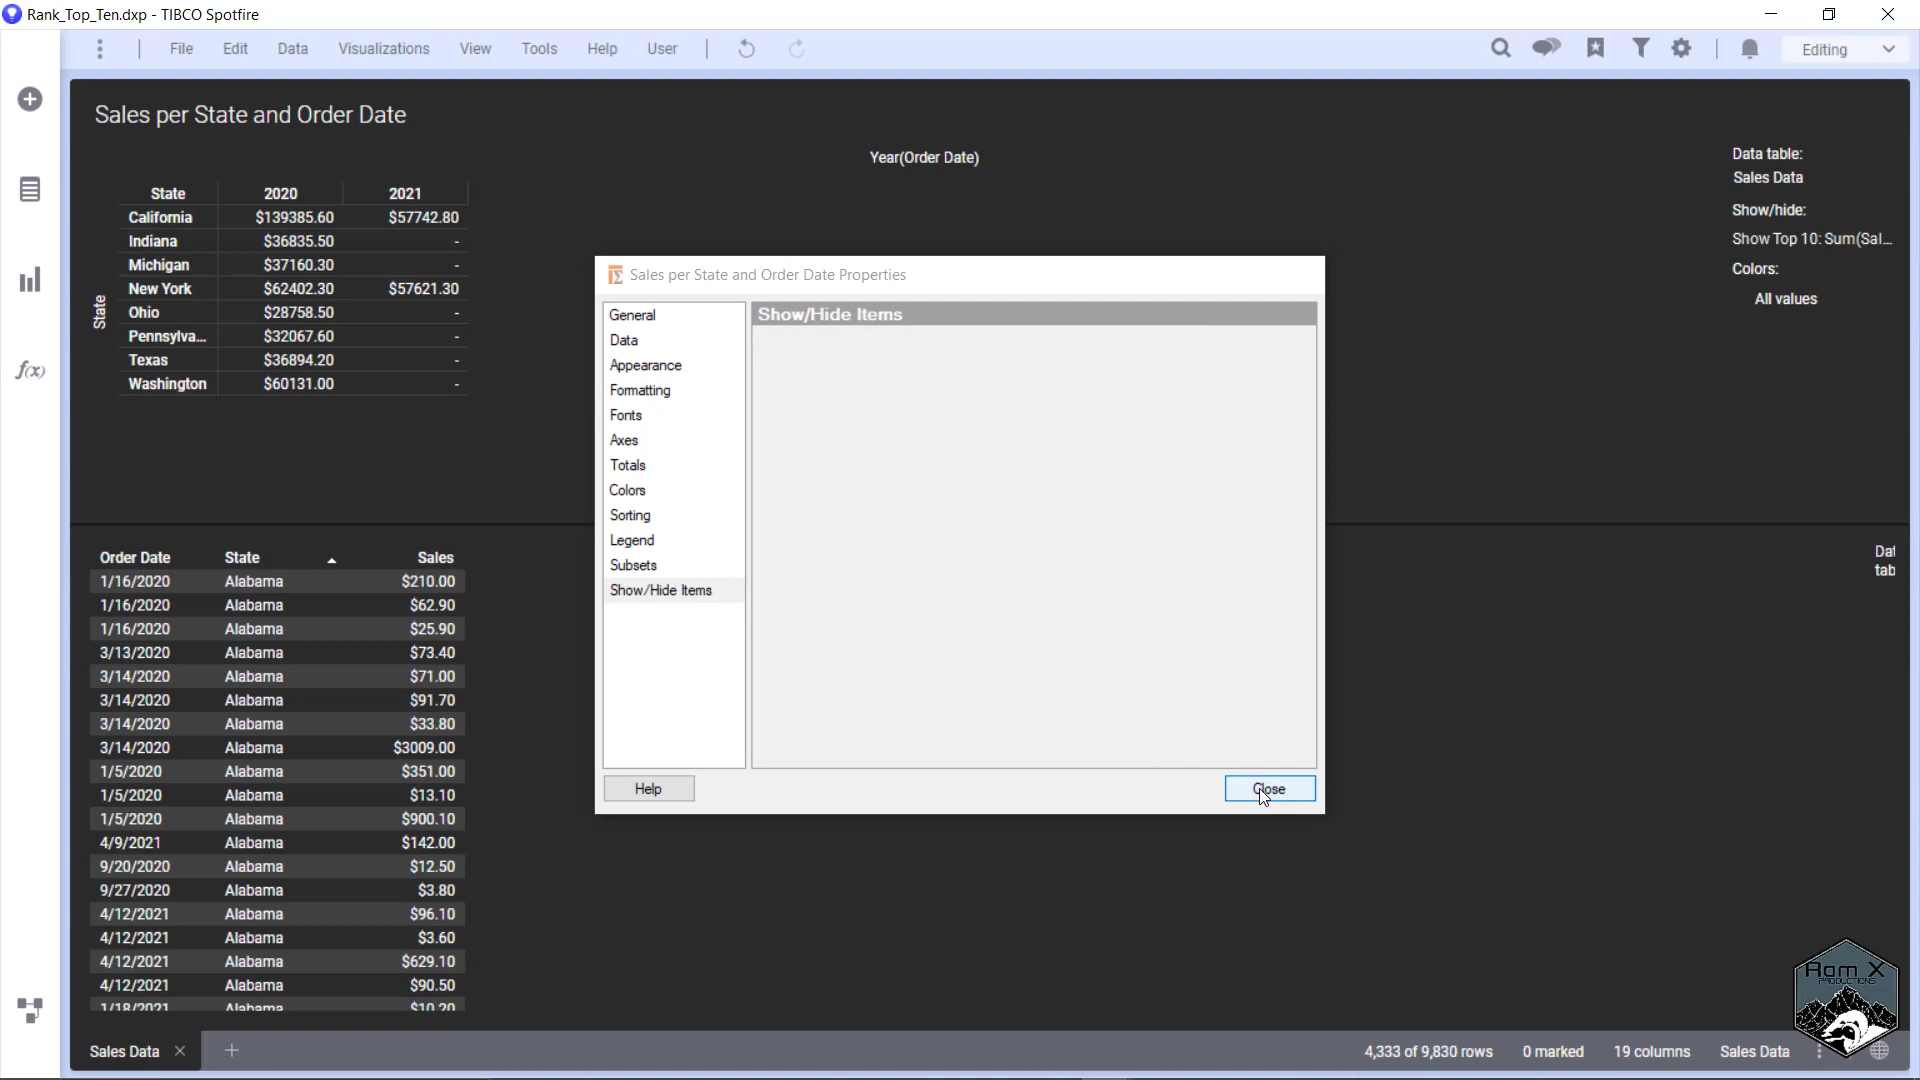 Rank_Top_Ten.dxp - TIBCO Spotfire
File Edit Data Visualizations View Tools Help User
Editing
Sales per State and Order Date
Year(Order Date)
State 2020 2021
California $139385.60 $57742.80
Indiana $36835.50 -
Michigan $37160.30 -
New York $62402.30 $57621.30
Ohio $28758.50 -
Pennsylva... $32067.60 -
Texas $36894.20 -
Washington $60131.00 -
State
Data table:
Sales Data
Show/hide:
Show Top 10: Sum(Sal...
Colors:
All values
f(x)
Sales per State and Order Date Properties
General
Data
Appearance
Formatting
Fonts
Axes
Totals
Colors
Sorting
Legend
Subsets
Show/Hide Items
Show/Hide Items
Help
Close
Order Date State Sales
1/16/2020 Alabama $210.00
1/16/2020 Alabama $62.90
1/16/2020 Alabama $25.90
3/13/2020 Alabama $73.40
3/14/2020 Alabama $71.00
3/14/2020 Alabama $91.70
3/14/2020 Alabama $33.80
3/14/2020 Alabama $3009.00
1/5/2020 Alabama $351.00
1/5/2020 Alabama $13.10
1/5/2020 Alabama $900.10
4/9/2021 Alabama $142.00
9/20/2020 Alabama $12.50
9/27/2020 Alabama $3.80
4/12/2021 Alabama $96.10
4/12/2021 Alabama $3.60
4/12/2021 Alabama $629.10
4/12/2021 Alabama $90.50
1/18/2021 Alabama $10.20
Dat
tab
Ram X
PRODUCTIONS
Sales Data
4,333 of 9,830 rows 0 marked 19 columns Sales Data